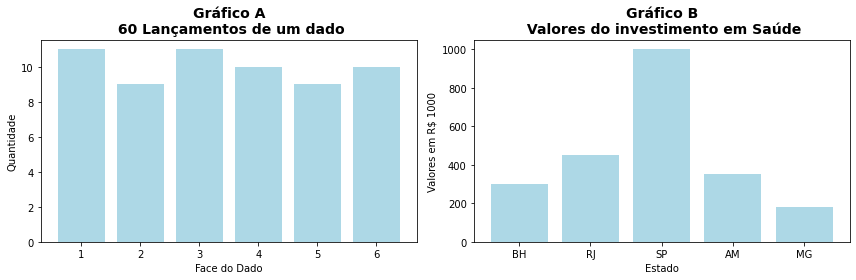 Gráfico A
60 Lançamentos de um dado
Quantidade
10
8
6
4
2
0
1 2 3 4 5 6
Face do Dado
Gráfico B
Valores do investimento em Saúde
Valores em R$ 1000
1000
800
600
400
200
0
BH RJ SP AM MG
Estado